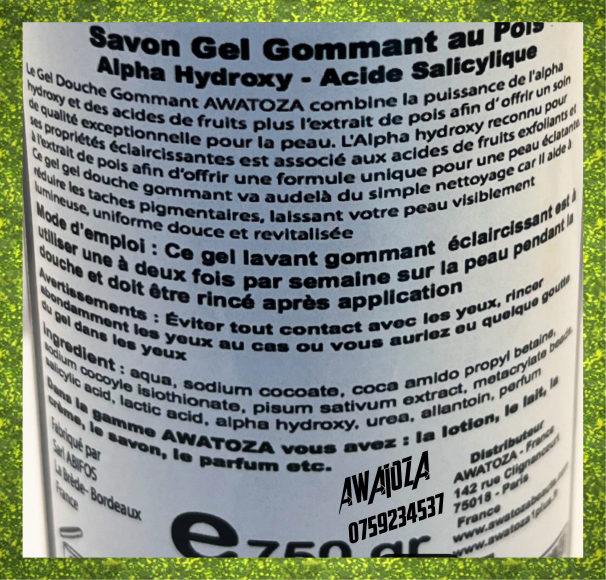 Savon Gel Gommant au Pois
Alpha Hydroxy - Acide Salicylique
Le Gel Douche Gommant AWATOZA combine la puissance de l'alpha
hydroxy et des acides de fruits plus l'extrait de pois afin d'offrir un soin
de qualité exceptionnelle pour la peau. L'Alpha hydroxy reconnu pour
ses propriétés éclaircissantes est associé aux acides de fruits exfoliants et
à l'extrait de pois afin d'offrir une formule unique pour une peau éclatante.
Ce gel gel douche gommant va audelà du simple nettoyage car il aide à
réduire les taches pigmentaires, laissant votre peau visiblement
lumineuse, uniforme douce et revitalisée
Mode d'emploi : Ce gel lavant gommant éclaircissant est à
utiliser une à deux fois par semaine sur la peau pendant la
douche et doit être rincé après application
Avertissements : Éviter tout contact avec les yeux, rincer
abondamment les yeux au cas ou vous auriez eu quelque goutte
du gel dans les yeux
Ingredient : aqua, sodium cocoate, coca amido propyl betaine,
sodium cocoyle isiothionate, pisum sativum extract, metacrylate beads,
salicylic acid, lactic acid, alpha hydroxy, urea, allantoin, perfum
Dans la gamme AWATOZA vous avez : la lotion, le lait, la
crème, le savon, le parfum etc.
Fabriqué par
Sarl ABIFOS
La Brède- Bordeaux
France
AWATOZA
0759234537
Distributeur
AWATOZA - France
142 rue Clignancourt
75018 - Paris
France
e 750 gr